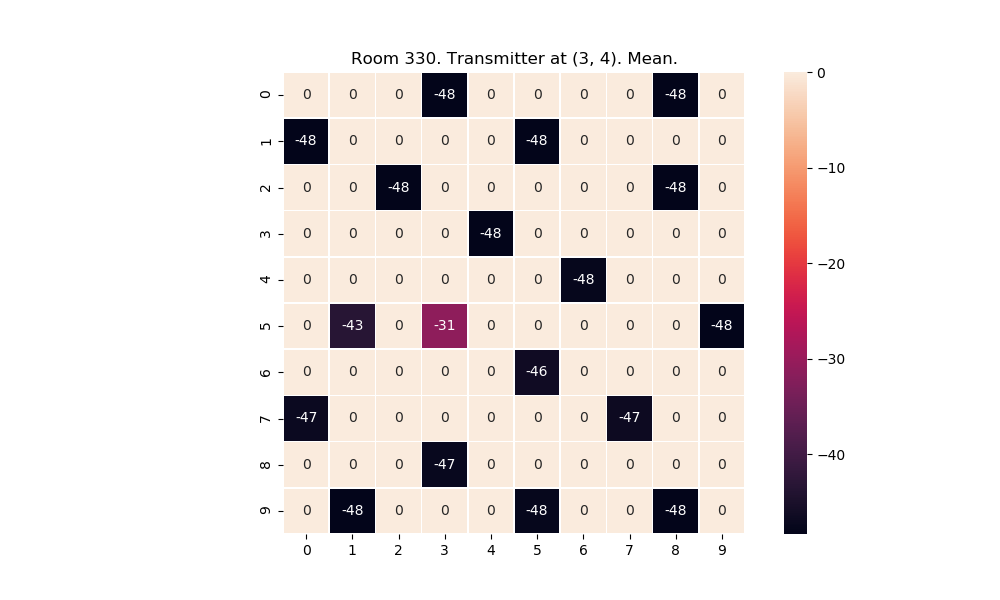 Room 330. Transmitter at (3, 4). Mean.
0 0 0 0 -48 0 0 0 0 -48 0
1 -48 0 0 0 0 -48 0 0 0 0
2 0 0 -48 0 0 0 0 0 -48 0
3 0 0 0 0 -48 0 0 0 0 0
4 0 0 0 0 0 0 -48 0 0 0
5 0 -43 0 -31 0 0 0 0 0 -48
6 0 0 0 0 0 -46 0 0 0 0
7 -47 0 0 0 0 0 0 -47 0 0
8 0 0 0 -47 0 0 0 0 0 0
9 0 -48 0 0 0 -48 0 0 -48 0
0 1 2 3 4 5 6 7 8 9
0
−10
−20
−30
−40